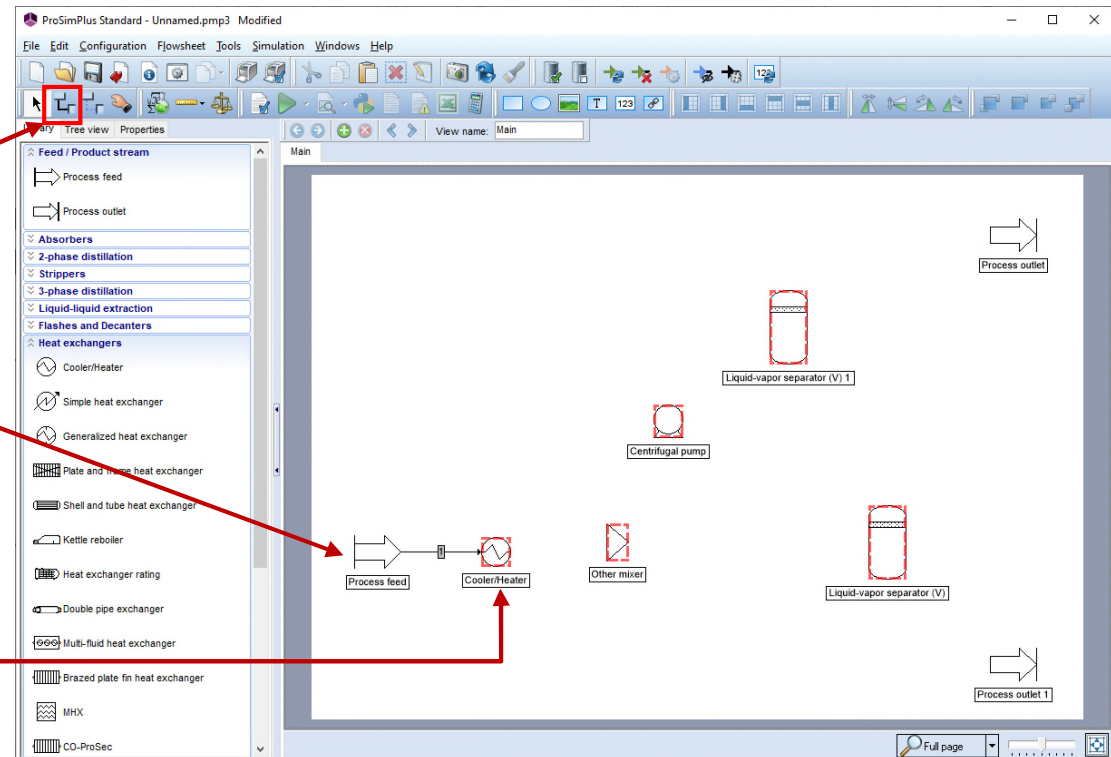 ProSimPlus Standard - Unnamed.pmp3 Modified
File Edit Configuration Flowsheet Tools Simulation Windows Help
Tree view Properties
View name: Main
Main
Feed / Product stream
Process feed
Process outlet
Absorbers
2-phase distillation
Strippers
3-phase distillation
Liquid-liquid extraction
Flashes and Decanters
Heat exchangers
Cooler/Heater
Simple heat exchanger
Generalized heat exchanger
Plate and frame heat exchanger
Shell and tube heat exchanger
Kettle reboiler
Heat exchanger rating
Double pipe exchanger
Multi-fluid heat exchanger
Brazed plate fin heat exchanger
MHX
CO-ProSec
Process outlet
Liquid-vapor separator (V) 1
Centrifugal pump
1
Process feed
Cooler/Heater
Other mixer
Liquid-vapor separator (V)
Process outlet 1
Full page
T
123